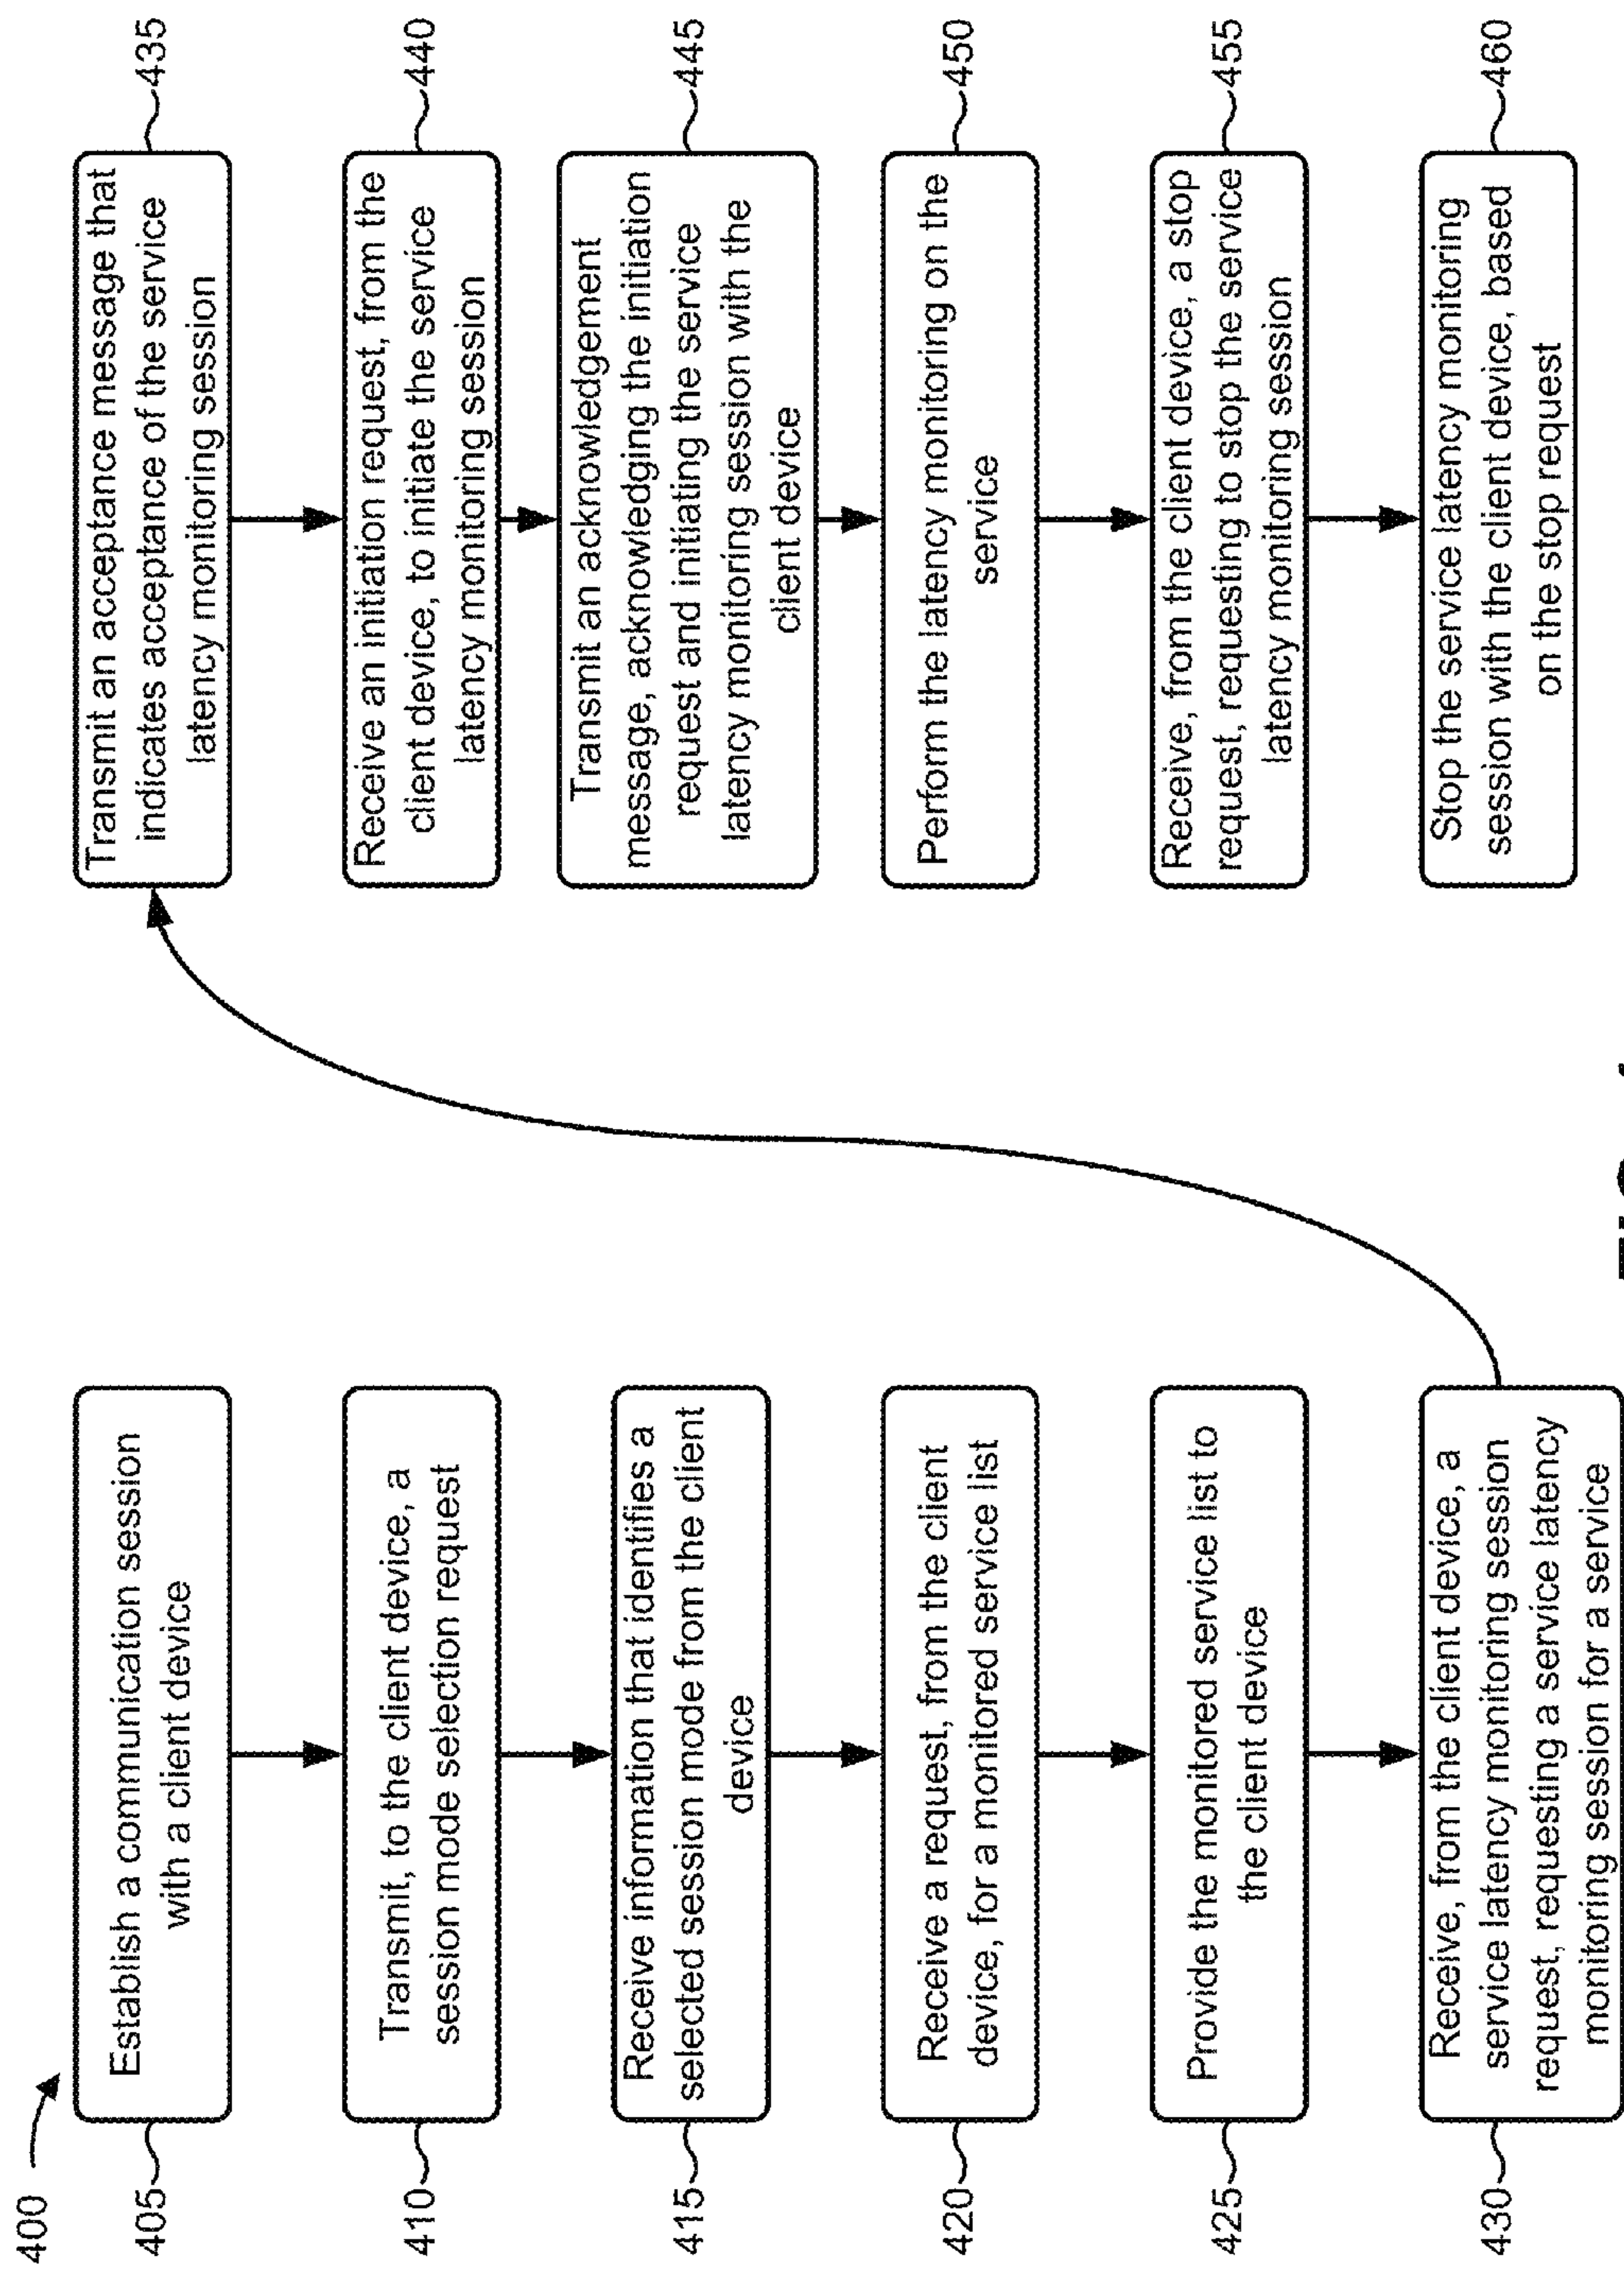 400
405
Establish a communication session
with a client device
410
Transmit, to the client device, a
session mode selection request
415
Receive information that identifies a
selected session mode from the client
device
420
Receive a request, from the client
device, for a monitored service list
425
Provide the monitored service list to
the client device
430
Receive, from the client device, a
service latency monitoring session
request, requesting a service latency
monitoring session for a service
Transmit an acceptance message that
indicates acceptance of the service
latency monitoring session
435
Receive an initiation request, from the
client device, to initiate the service
latency monitoring session
440
Transmit an acknowledgement
message, acknowledging the initiation
request and initiating the service
latency monitoring session with the
client device
445
Perform the latency monitoring on the
service
450
Receive, from the client device, a stop
request, requesting to stop the service
latency monitoring session
455
Stop the service latency monitoring
session with the client device, based
on the stop request
460